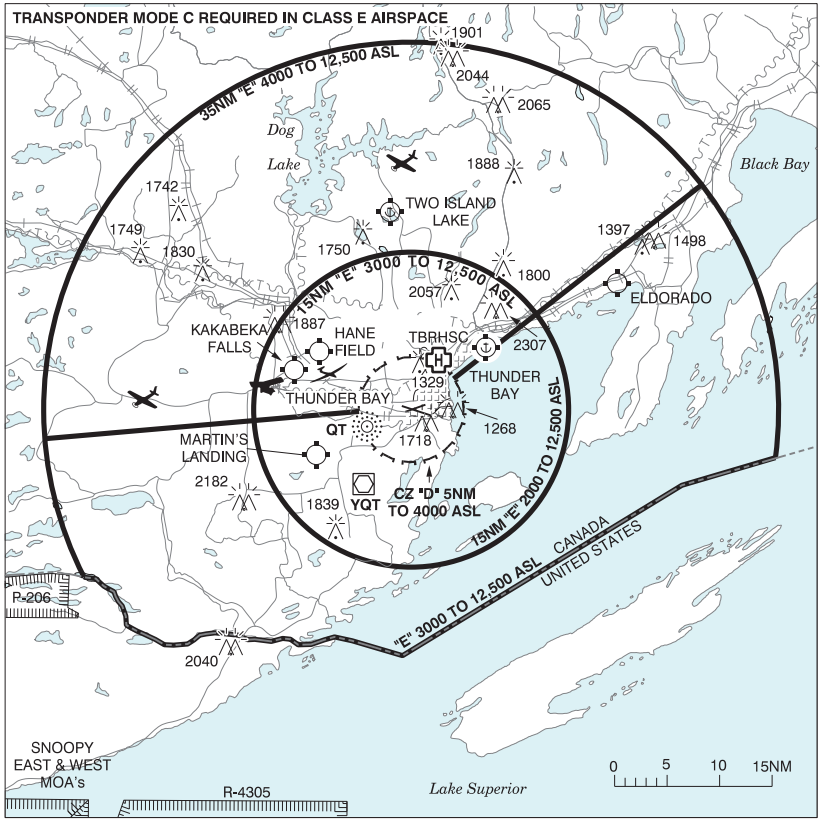 TRANSPONDER MODE C REQUIRED IN CLASS E AIRSPACE
1901
2044
35NM "E" 4000 TO 12,500 ASL
2065
Dog
Lake
1888
Black Bay
1742
TWO ISLAND
LAKE
1749
1830
1750
1397
1498
15NM "E" 3000 TO 12,500 ASL
1800
2057
ELDORADO
1887
KAKABEKA
FALLS
HANE
FIELD
TBRHSC
2307
1329
THUNDER
BAY
THUNDER BAY
QT
1718
1268
MARTIN'S
LANDING
2182
YQT
CZ "D" 5NM
TO 4000 ASL
1839
15NM "E" 2000 TO 12,500 ASL
CANADA
UNITED STATES
"E" 3000 TO 12,500 ASL
P-206
2040
SNOOPY
EAST & WEST
MOA's
R-4305
Lake Superior
0 5 10 15NM